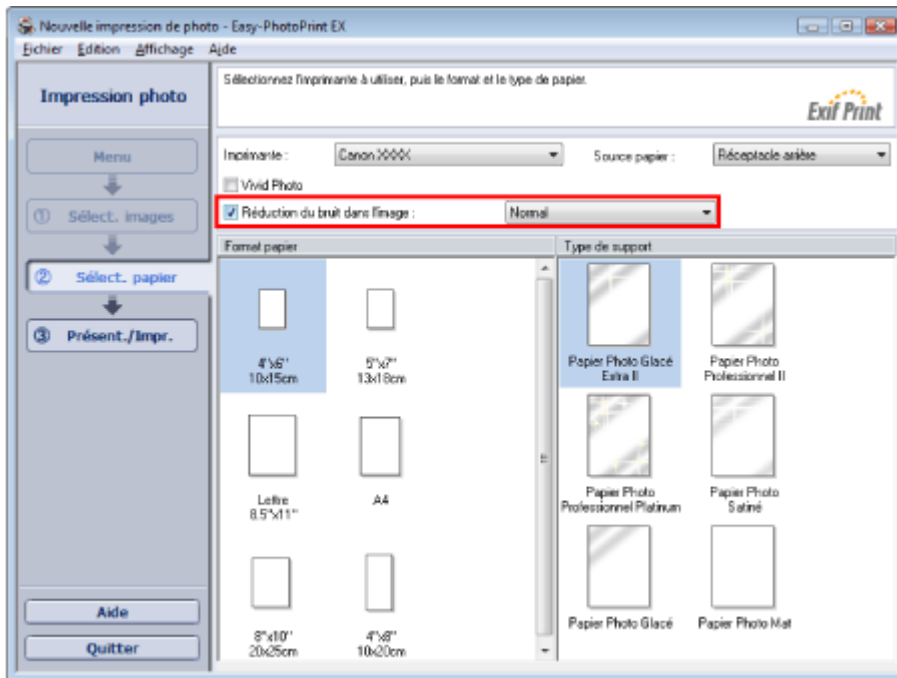 Nouvelle impression de photo - Easy-PhotoPrint EX
Fichier Edition Affichage Aide
Impression photo
Sélectionnez l'imprimante à utiliser, puis le format et le type de papier.
Exif Print
Menu
Imprimante : Canon XXXX Source papier : Réceptacle arrière
Vivid Photo
① Sélect. images
Réduction du bruit dans l'image : Normal
Format papier
Type de support
② Sélect. papier
③ Présent./Impr.
4"x6"
10x15cm
5"x7"
13x18cm
Papier Photo Glacé
Extra II
Papier Photo
Professionnel II
Lettre
8.5"x11"
A4
Papier Photo
Professionnel Platinum
Papier Photo
Satiné
8"x10"
20x25cm
4"x8"
10x20cm
Papier Photo Glacé
Papier Photo Mat
Aide
Quitter